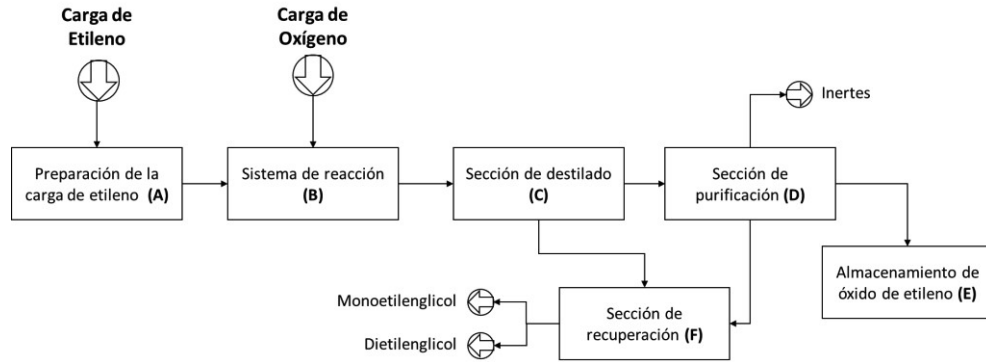 Carga de
Etileno
Carga de
Oxígeno
Inertes
Preparación de la
carga de etileno (A)
Sistema de reacción
(B)
Sección de destilado
(C)
Sección de
purificación (D)
Almacenamiento de
óxido de etileno (E)
Monoetilenglicol
Dietilenglicol
Sección de
recuperación (F)